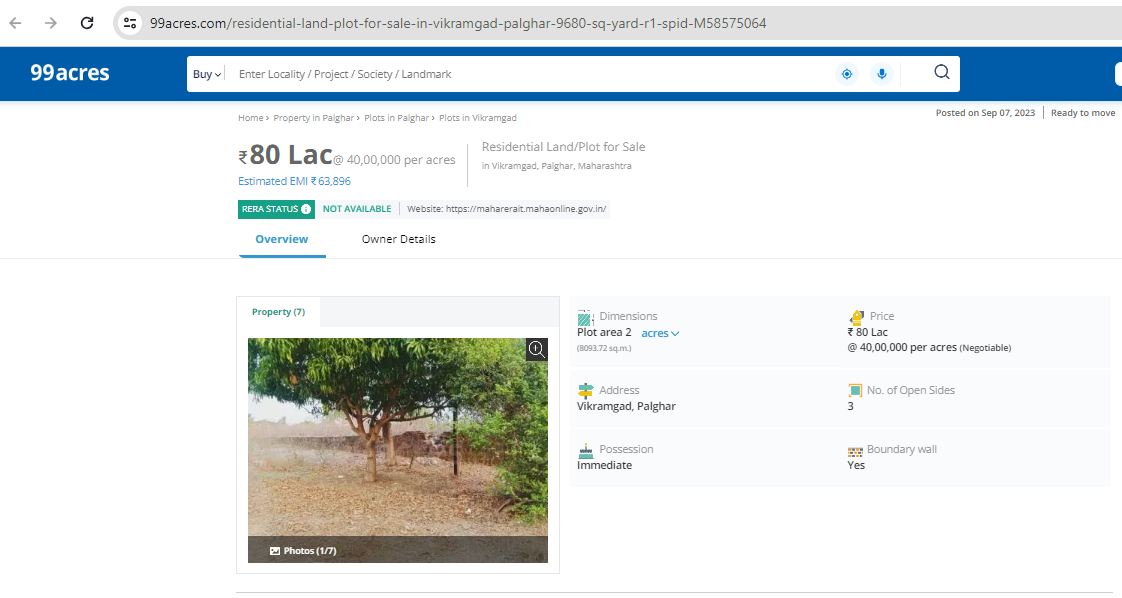 99acres.com/residential-land-plot-for-sale-in-vikramgad-palghar-9680-sq-yard-r1-spid-M58575064
99acres
Buy
Enter Locality / Project / Society / Landmark
Home › Property in Palghar › Plots in Palghar › Plots in Vikramgad
Posted on Sep 07, 2023 Ready to move
₹80 Lac @ 40,00,000 per acres
Estimated EMI ₹63,896
Residential Land/Plot for Sale
in Vikramgad, Palghar, Maharashtra
RERA STATUS i NOT AVAILABLE Website: https://maharerait.mahaonline.gov.in/
Overview Owner Details
Property (7)
Photos (1/7)
Dimensions
Plot area 2 acres
(8093.72 sq.m.)
Price
₹ 80 Lac
@ 40,00,000 per acres (Negotiable)
Address
Vikramgad, Palghar
No. of Open Sides
3
Possession
Immediate
Boundary wall
Yes